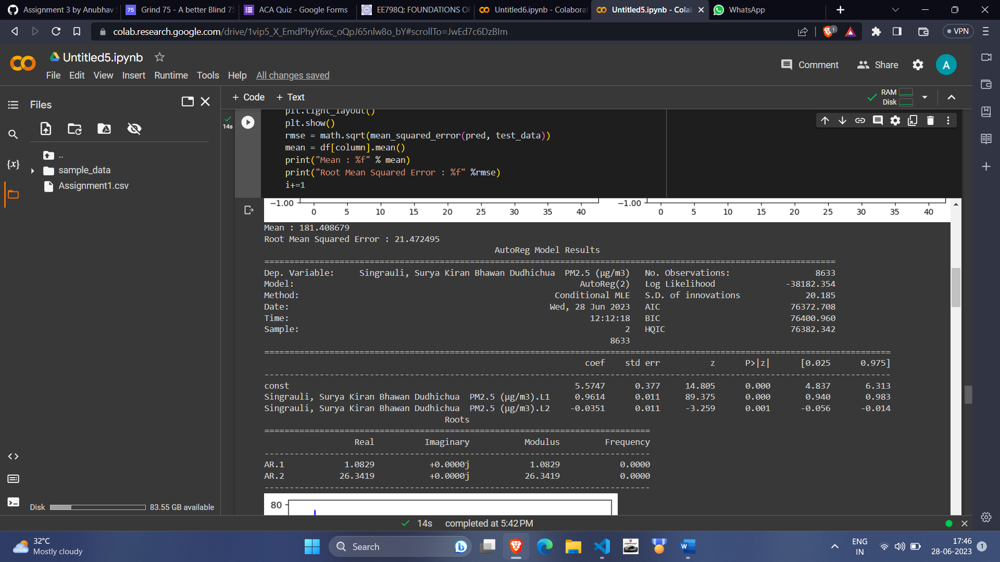 Assignment 3 by Anubhav
75 Grind 75 - A better Blind 75
ACA Quiz - Google Forms
EE798Q: FOUNDATIONS OF
Untitled6.ipynb - Colaborat
Untitled5.ipynb - Colab
WhatsApp
colab.research.google.com/drive/1vip5_X_EmdPhyY6xc_oQpJ65nlw8o_bY#scrollTo=JwEd7c6DzBIm
1
VPN
Untitled5.ipynb
File Edit View Insert Runtime Tools Help All changes saved
Comment
Share
A
Files
+ Code + Text
RAM
Disk
..
sample_data
Assignment1.csv
{x}
14s
plt.tight_layout()
plt.show()
rmse = math.sqrt(mean_squared_error(pred, test_data))
mean = df[column].mean()
print("Mean : %f" % mean)
print("Root Mean Squared Error : %f" %rmse)
i+=1
−1.00 −1.00
0 5 10 15 20 25 30 35 40 0 5 10 15 20 25 30 35 40
Mean : 181.408679
Root Mean Squared Error : 21.472495
AutoReg Model Results
Dep. Variable: Singrauli, Surya Kiran Bhawan Dudhichua PM2.5 (µg/m3) No. Observations: 8633
Model: AutoReg(2) Log Likelihood -38182.354
Method: Conditional MLE S.D. of innovations 20.185
Date: Wed, 28 Jun 2023 AIC 76372.708
Time: 12:12:18 BIC 76400.960
Sample: 2 HQIC 76382.342
8633
coef std err z P>|z| [0.025 0.975]
const 5.5747 0.377 14.805 0.000 4.837 6.313
Singrauli, Surya Kiran Bhawan Dudhichua PM2.5 (µg/m3).L1 0.9614 0.011 89.375 0.000 0.940 0.983
Singrauli, Surya Kiran Bhawan Dudhichua PM2.5 (µg/m3).L2 -0.0351 0.011 -3.259 0.001 -0.056 -0.014
Roots
Real Imaginary Modulus Frequency
AR.1 1.0829 +0.0000j 1.0829 0.0000
AR.2 26.3419 +0.0000j 26.3419 0.0000
80
Disk 83.55 GB available
14s completed at 5:42 PM
32°C
Mostly cloudy
Search
ENG
IN
17:46
28-06-2023
1